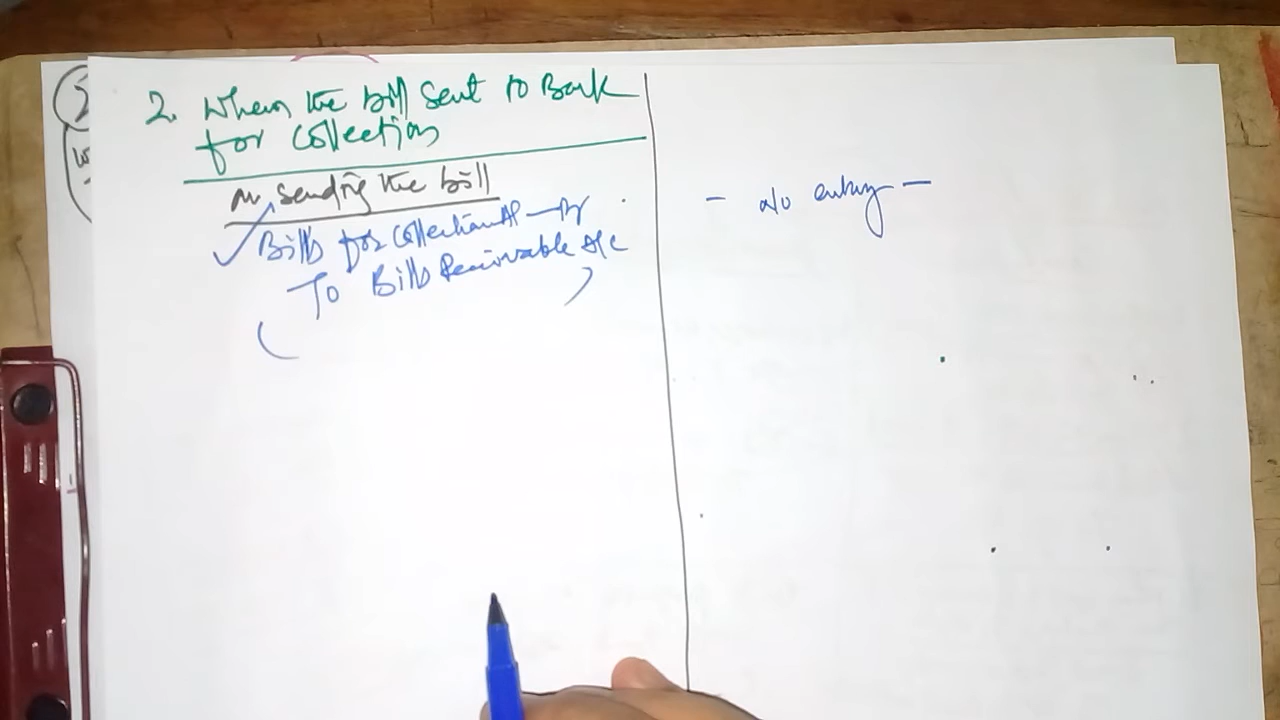 2. When the bill sent to Bank
for Collection
on sending the bill
Bills for Collection A/c — Dr
To Bills Receivable A/c
( )
- No entry -